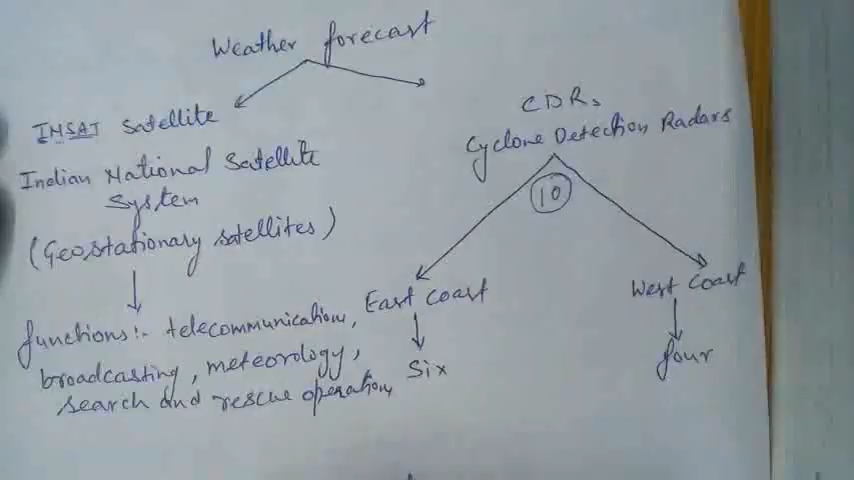 Weather forecast
INSAT Satellite
Indian National Satellite
System
(Geostationary satellites)
functions:- telecommunication,
broadcasting, meteorology,
search and rescue operation,
CDRs
Cyclone Detection Radars
10
East coast
Six
West coast
four